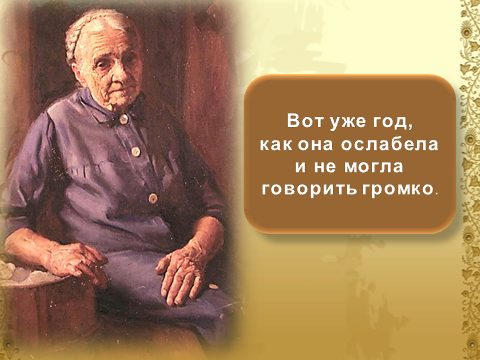 Вот уже год,
как она ослабела
и не могла
говорить громко.